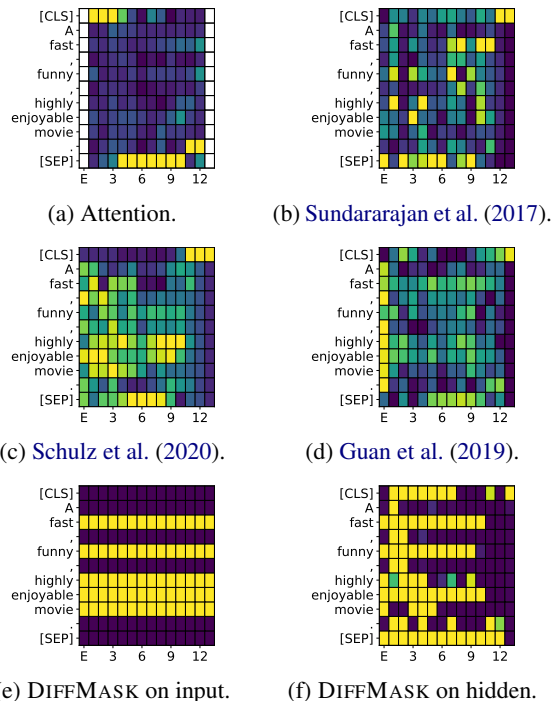 [CLS]
A
fast
,
funny
,
highly
enjoyable
movie
.
[SEP]
E 3 6 9 12
(a) Attention.
[CLS]
A
fast
,
funny
,
highly
enjoyable
movie
.
[SEP]
E 3 6 9 12
(b) Sundararajan et al. (2017).
[CLS]
A
fast
,
funny
,
highly
enjoyable
movie
.
[SEP]
E 3 6 9 12
(c) Schulz et al. (2020).
[CLS]
A
fast
,
funny
,
highly
enjoyable
movie
.
[SEP]
E 3 6 9 12
(d) Guan et al. (2019).
[CLS]
A
fast
,
funny
,
highly
enjoyable
movie
.
[SEP]
E 3 6 9 12
e) DIFFMASK on input.
[CLS]
A
fast
,
funny
,
highly
enjoyable
movie
.
[SEP]
E 3 6 9 12
(f) DIFFMASK on hidden.